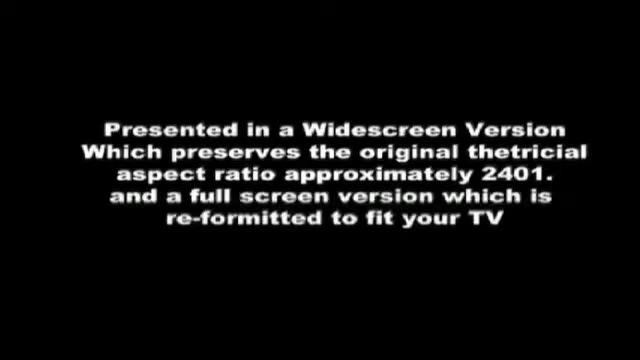 Presented in a Widescreen Version
Which preserves the original thetricial
aspect ratio approximately 2401.
and a full screen version which is
re-formitted to fit your TV